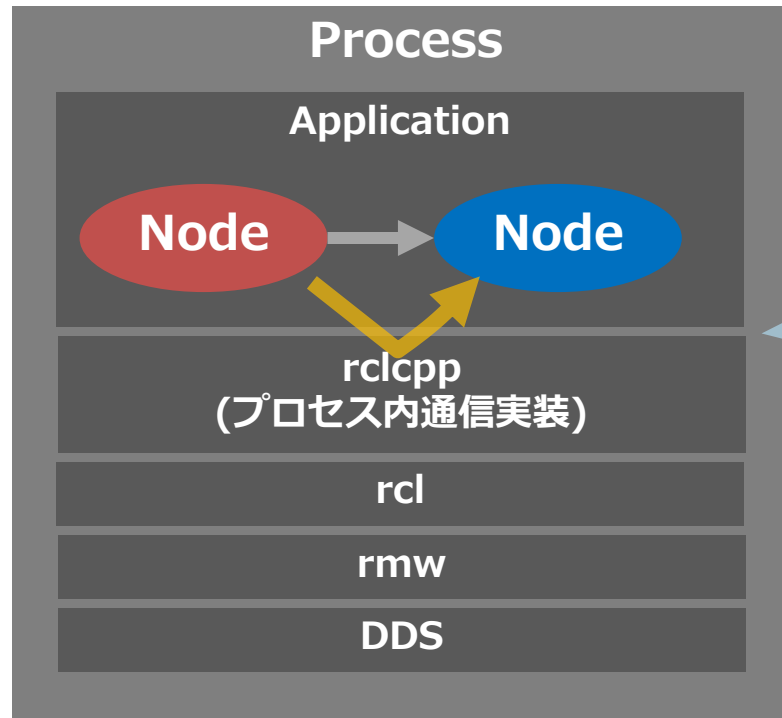 Process
Application
Node
Node
rclcpp
(プロセス内通信実装)
rcl
rmw
DDS